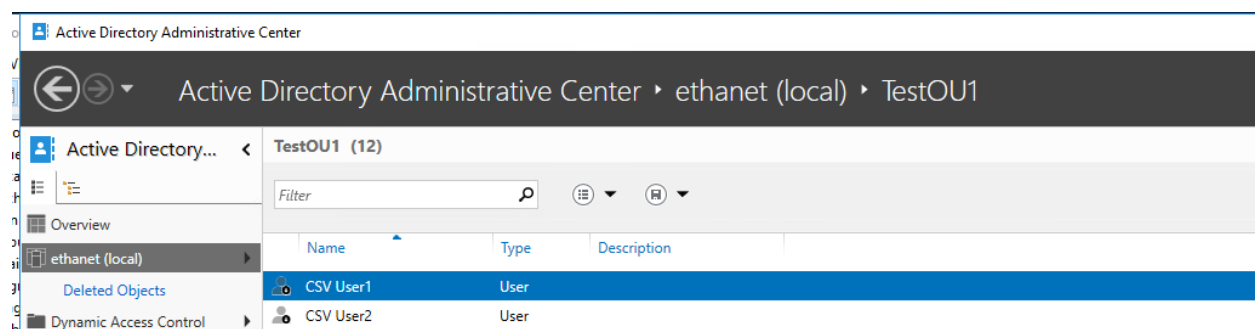 Active Directory Administrative Center
Active Directory Administrative Center ‣ ethanet (local) ‣ TestOU1
Active Directory...
TestOU1 (12)
Filter
Overview
ethanet (local)
Deleted Objects
Dynamic Access Control
Name Type Description
CSV User1 User
CSV User2 User